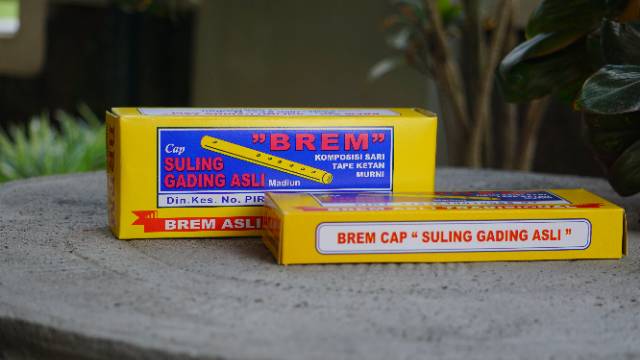 Cap
"BREM"
SULING
GADING ASLI Madiun
KOMPOSISI SARI
TAPE KETAN
MURNI
Din.Kes. No. PIR
BREM ASLI
BREM CAP " SULING GADING ASLI "